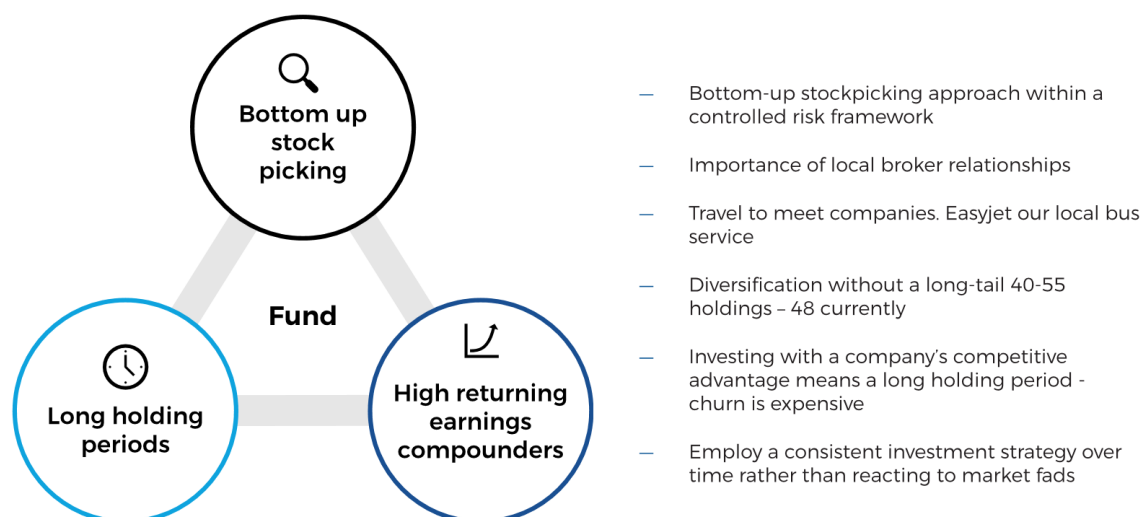 Bottom up
stock
picking
Fund
Long holding
periods
High returning
earnings
compounders
— Bottom-up stockpicking approach within a
controlled risk framework
— Importance of local broker relationships
— Travel to meet companies. Easyjet our local bus
service
— Diversification without a long-tail 40-55
holdings – 48 currently
— Investing with a company’s competitive
advantage means a long holding period -
churn is expensive
— Employ a consistent investment strategy over
time rather than reacting to market fads